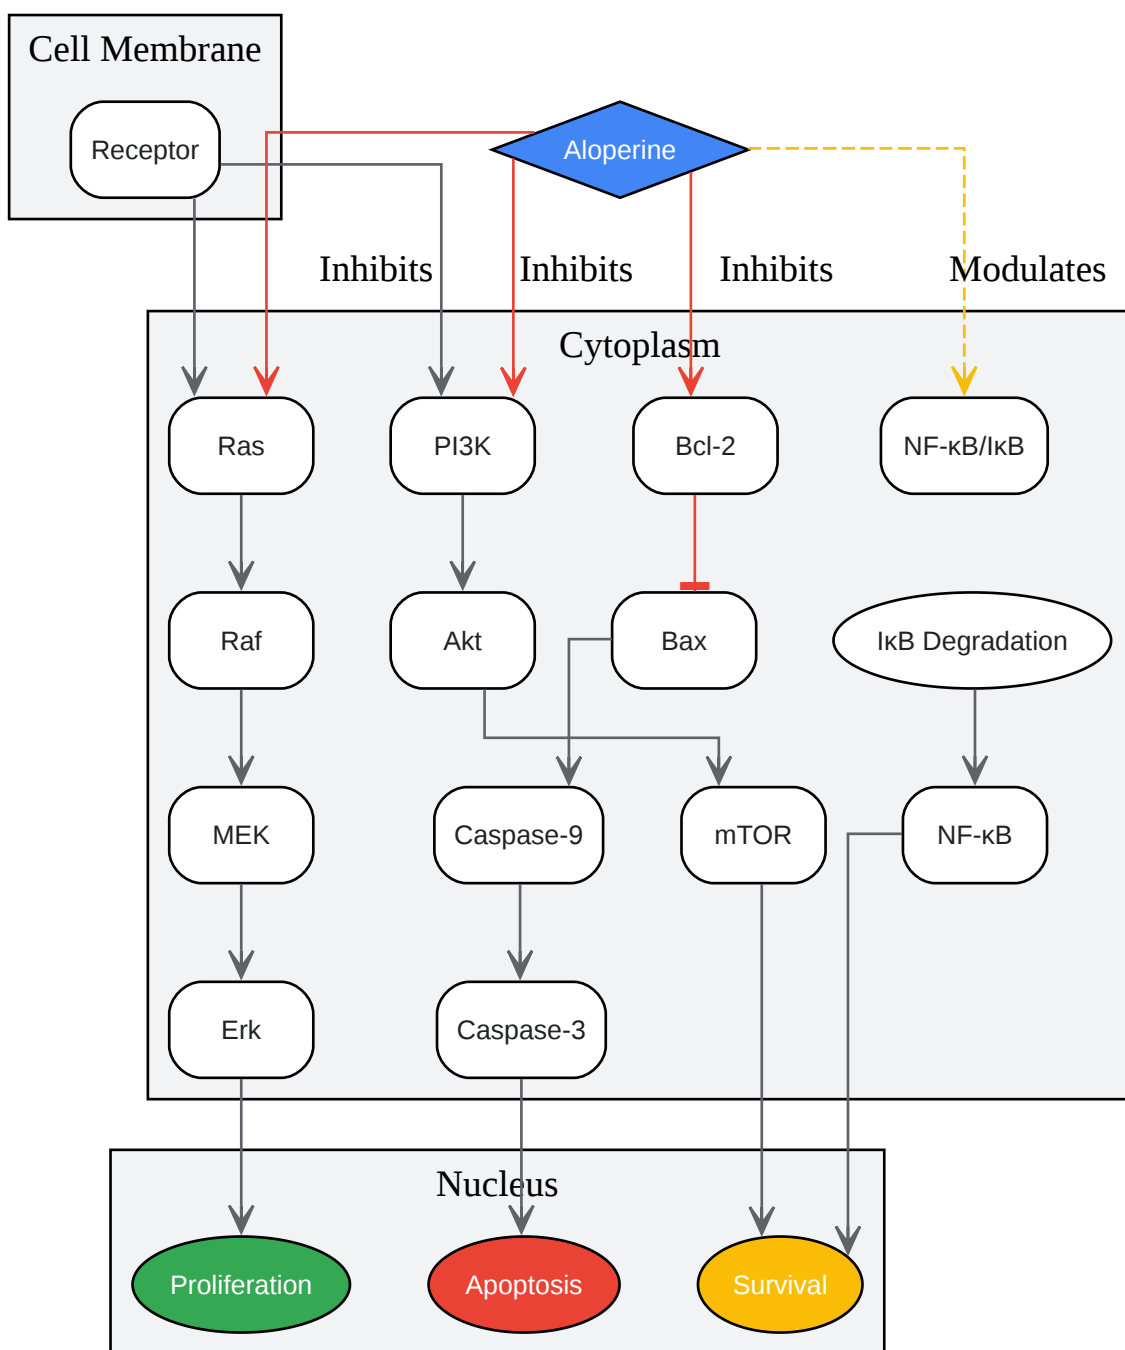 Cell Membrane
Receptor
Aloperine
Inhibits
Inhibits
Inhibits
Modulates
Cytoplasm
Ras
PI3K
Bcl-2
NF-κB/IκB
Raf
Akt
Bax
IκB Degradation
MEK
Caspase-9
mTOR
NF-κB
Erk
Caspase-3
Nucleus
Proliferation
Apoptosis
Survival